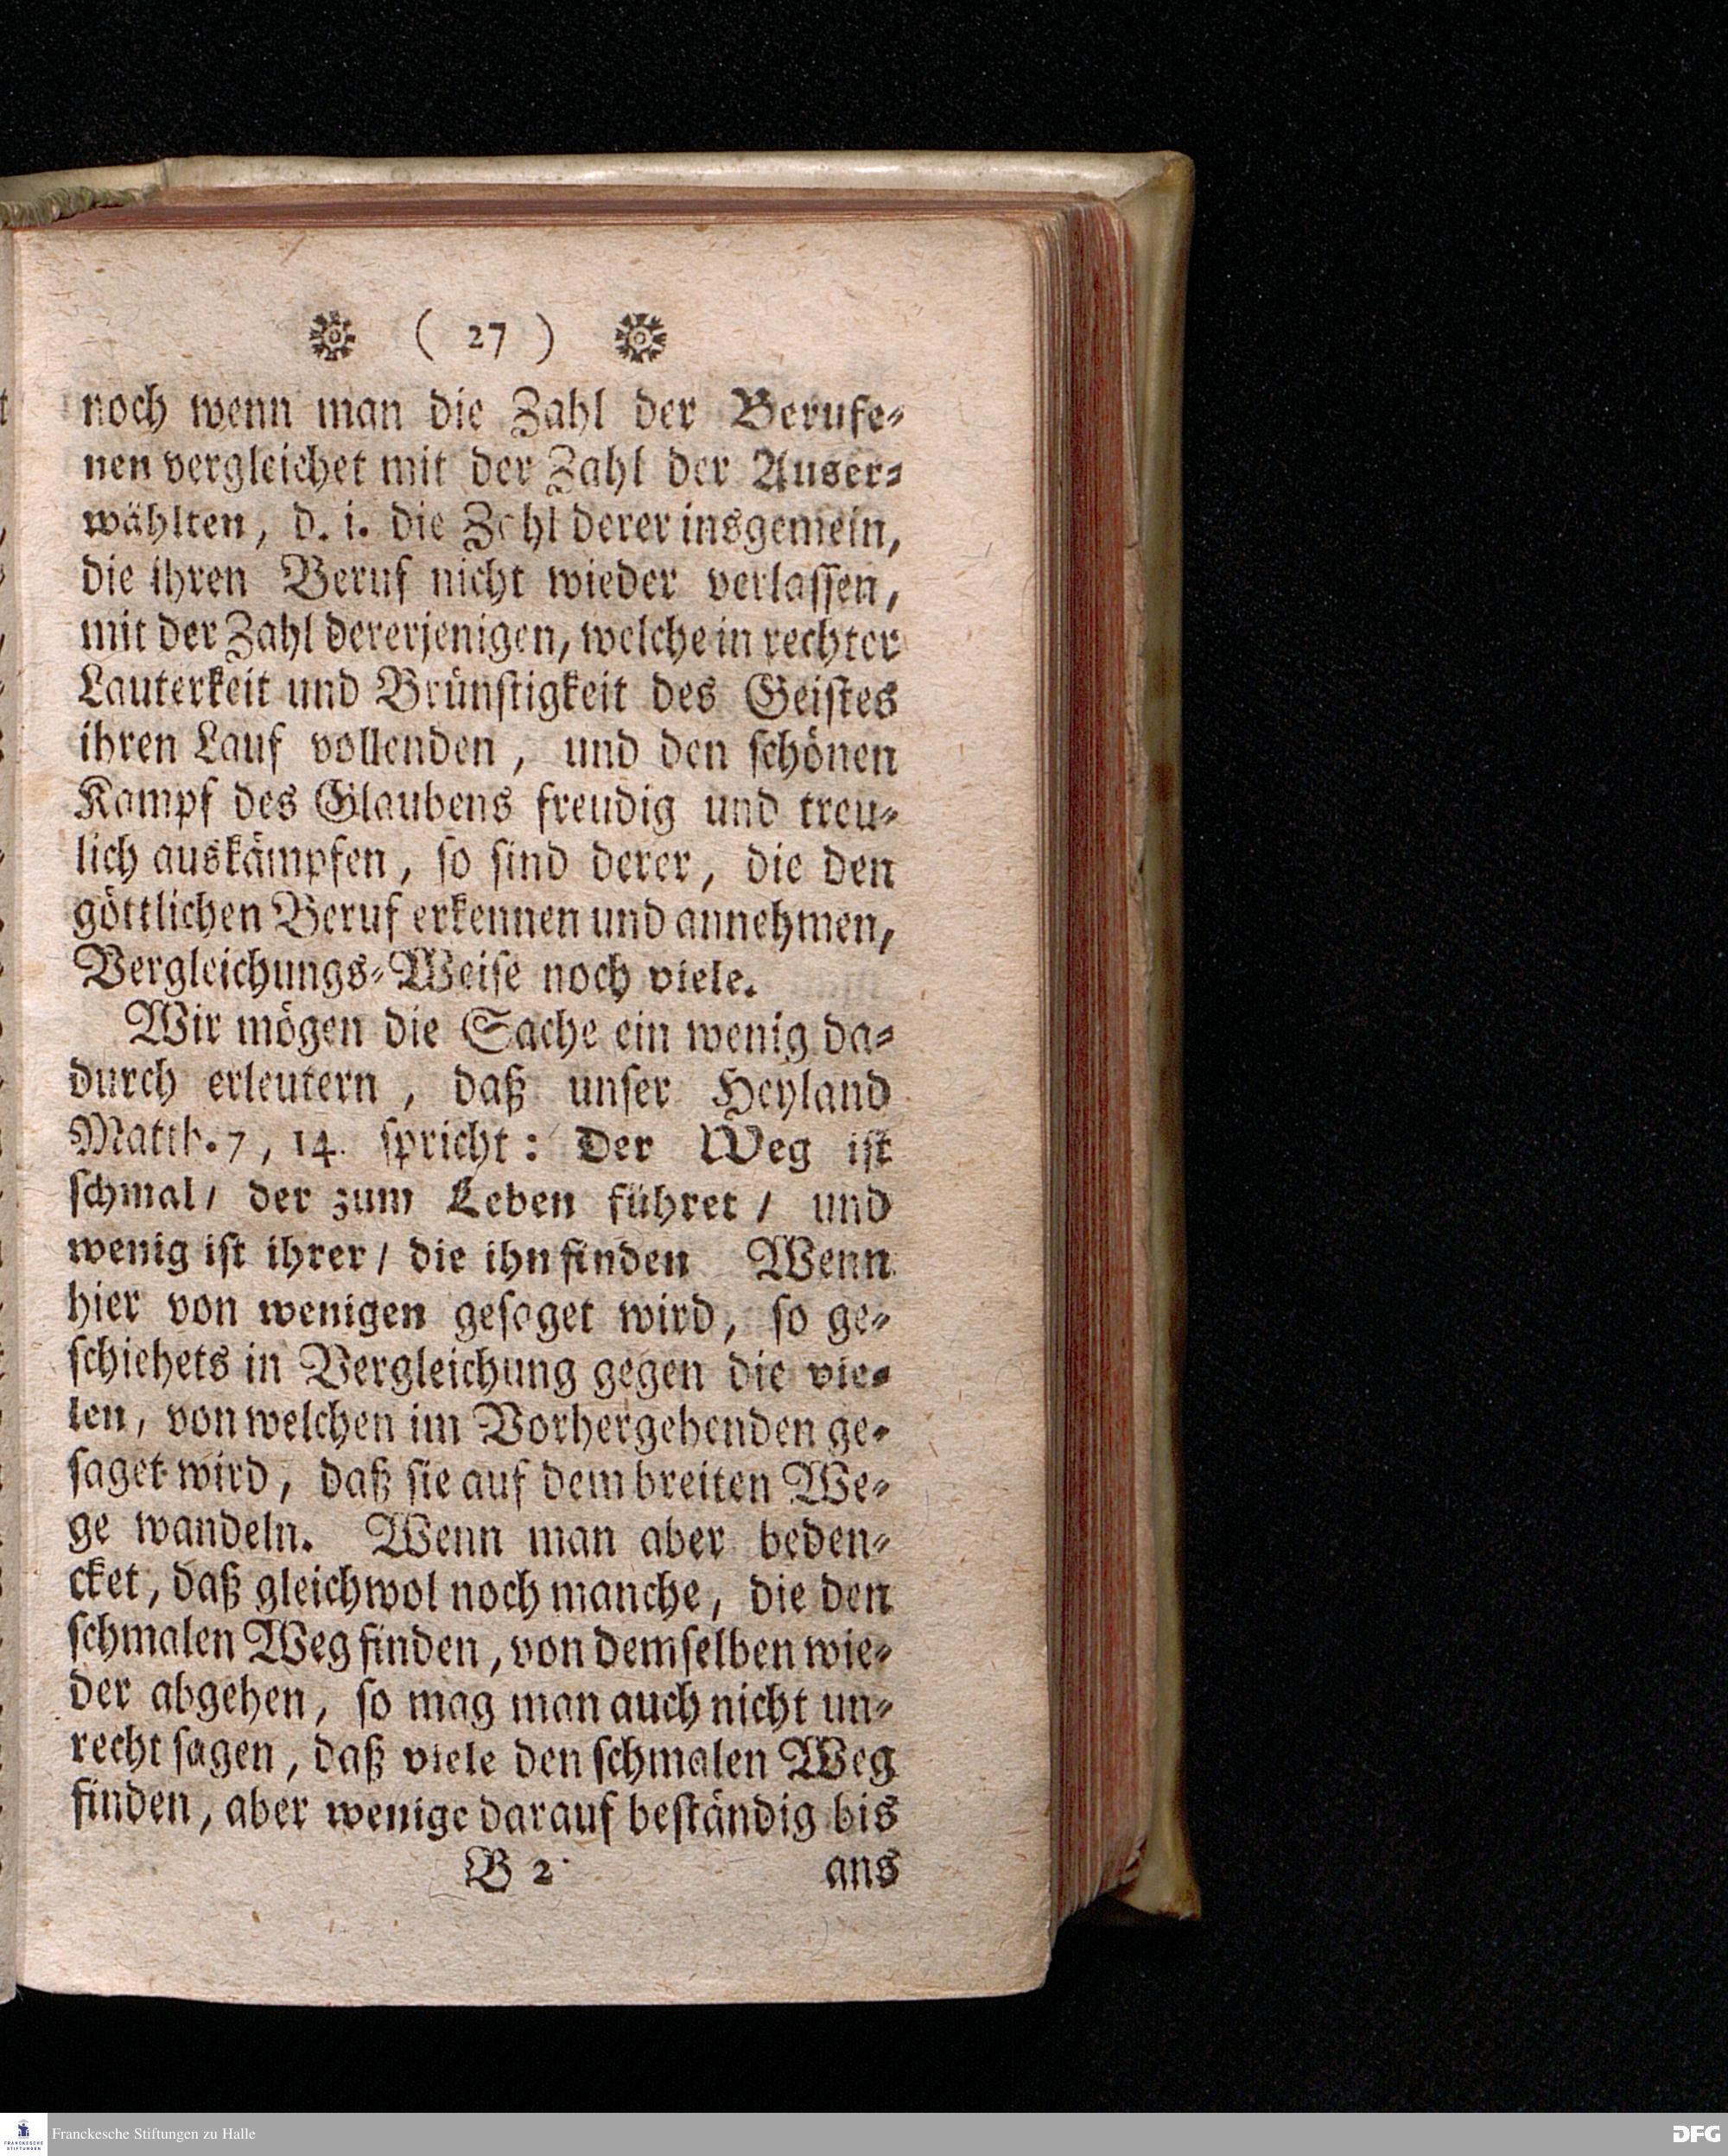 ( 27 )
noch wenn man die Zahl der Berufe-
nen vergleichet mit der Zahl der Auser-
wählten, d. i. die Zahl derer insgemein,
die ihren Beruf nicht wieder verlassen,
mit der Zahl dererjenigen, welche in rechter
Lauterkeit und Brünstigkeit des Geistes
ihren Lauf vollenden, und den schönen
Kampf des Glaubens freudig und treu-
lich auskämpfen, so sind derer, die den
göttlichen Beruf erkennen und annehmen,
Vergleichungs-Weise noch viele.
Wir mögen die Sache ein wenig da-
durch erleutern, daß unser Heyland
Matth. 7, 14. spricht: Der Weg ist
schmal/ der zum Leben führet/ und
wenig ist ihrer/ die ihn finden Wenn
hier von wenigen gesaget wird, so ge-
schiehets in Vergleichung gegen die vie-
len, von welchen im Vorhergehenden ge-
saget wird, daß sie auf dem breiten We-
ge wandeln. Wenn man aber beden-
cket, daß gleichwol noch manche, die den
schmalen Weg finden, von demselben wie-
der abgehen, so mag man auch nicht un-
recht sagen, daß viele den schmalen Weg
finden, aber wenige darauf beständig bis
B 2 ans
Franckesche Stiftungen zu Halle
DFG